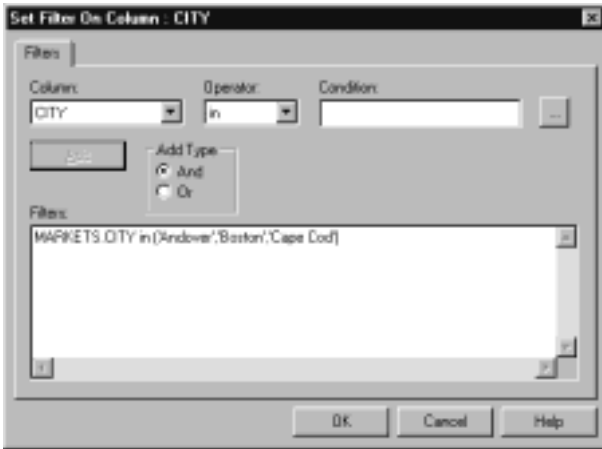 Set Filter On Column : CITY
Filters
Column: Operator: Condition:
CITY in ...
Add Type
And
Or
Filters:
MARKETS.CITY in ('Andover','Boston','Cape Cod')
OK Cancel Help